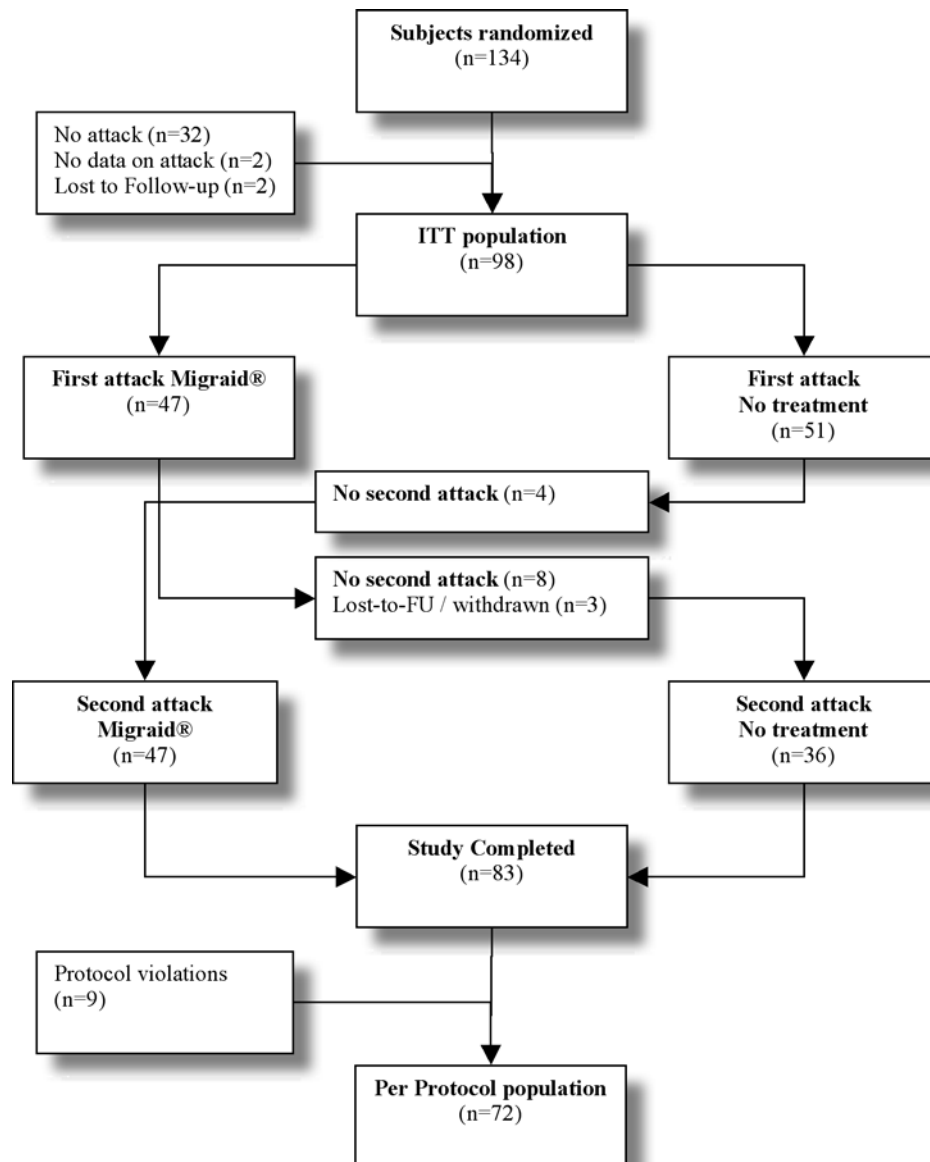 Subjects randomized
(n=134)
No attack (n=32)
No data on attack (n=2)
Lost to Follow-up (n=2)
ITT population
(n=98)
First attack Migraid®
(n=47)
First attack
No treatment
(n=51)
No second attack (n=4)
No second attack (n=8)
Lost-to-FU / withdrawn (n=3)
Second attack
Migraid®
(n=47)
Second attack
No treatment
(n=36)
Study Completed
(n=83)
Protocol violations
(n=9)
Per Protocol population
(n=72)